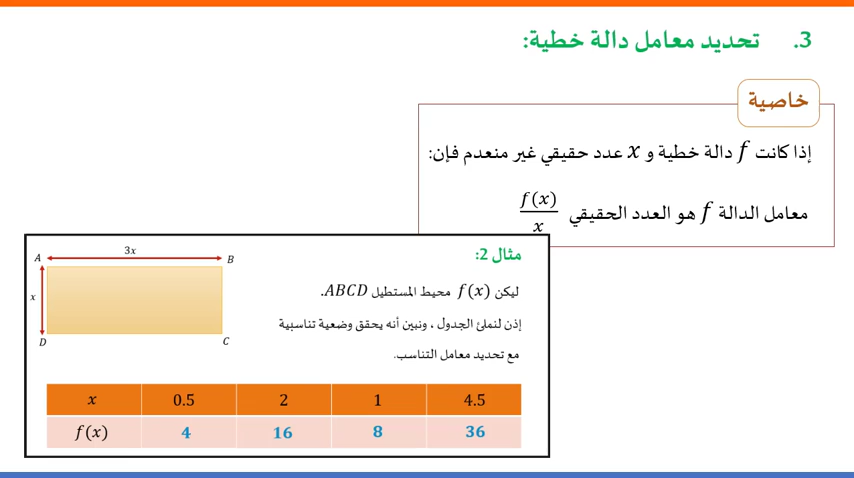 3. تحديد معامل دالة خطية:
خاصية
إذا كانت f دالة خطية و x عدد حقيقي غير منعدم فإن:
معامل الدالة f هو العدد الحقيقي f(x)/x
مثال 2:
3x
A B
x
D C
ليكن f(x) محيط المستطيل ABCD.
إذن لنملئ الجدول ، ونبين أنه يحقق وضعية تناسبية
مع تحديد معامل التناسب.
x 0.5 2 1 4.5
f(x) 4 16 8 36